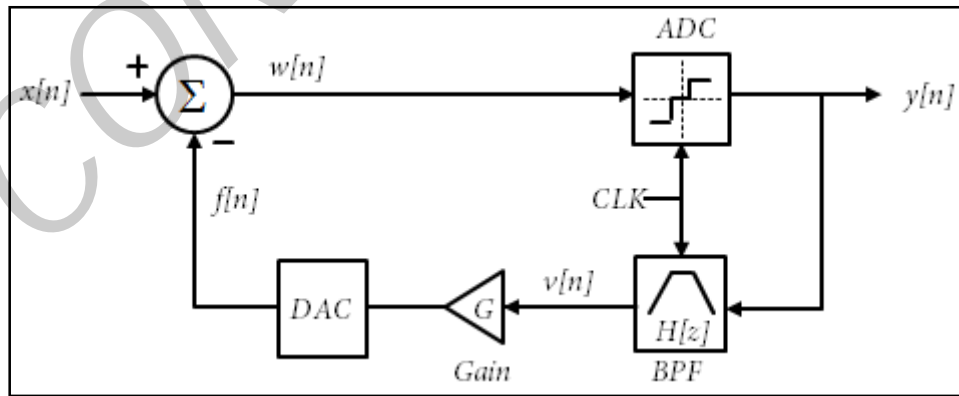 ADC
x[n]
+
Σ
w[n]
y[n]
−
f[n]
CLK
DAC
G
v[n]
H[z]
Gain
BPF